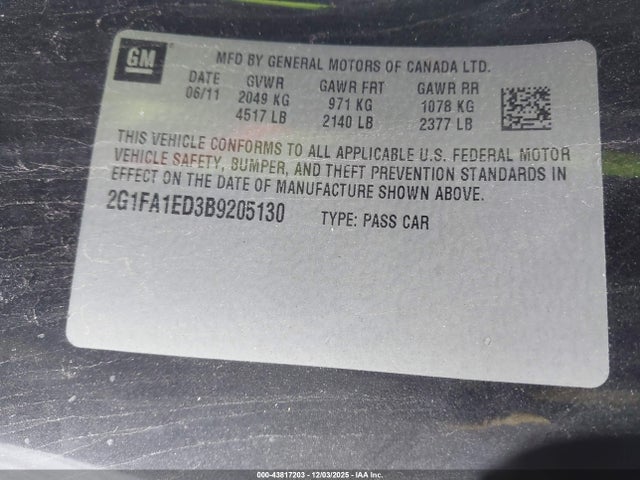 GM
MFD BY GENERAL MOTORS OF CANADA LTD.
DATE GVWR GAWR FRT GAWR RR
06/11 2049 KG 971 KG 1078 KG
4517 LB 2140 LB 2377 LB
THIS VEHICLE CONFORMS TO ALL APPLICABLE U.S. FEDERAL MOTOR
VEHICLE SAFETY, BUMPER, AND THEFT PREVENTION STANDARDS IN
EFFECT ON THE DATE OF MANUFACTURE SHOWN ABOVE.
2G1FA1ED3B9205130 TYPE: PASS CAR
000-43817203 - 12/03/2025 - IAA Inc.